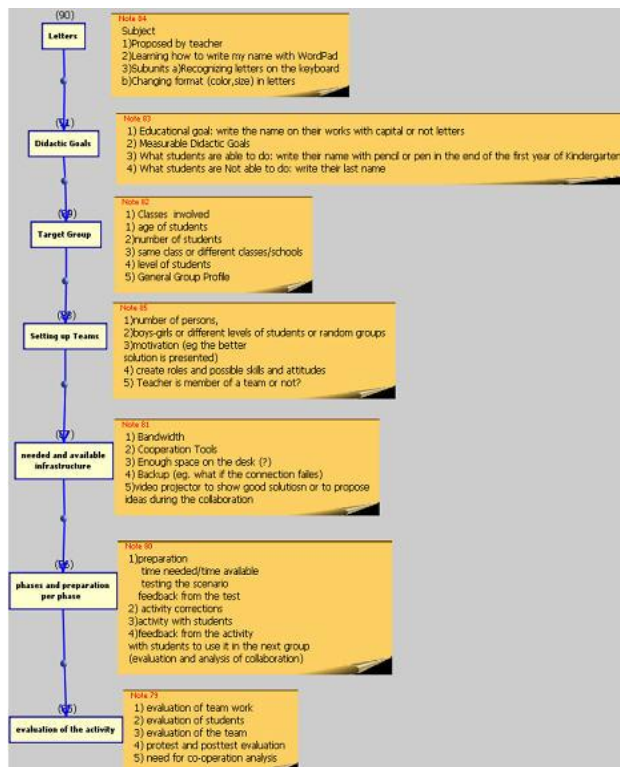 (90)
Letters
Note 84
Subject
1)Proposed by teacher
2)Learning how to write my name with WordPad
3)Subunits a)Recognizing letters on the keyboard
b)Changing format (color,size) in letters
Didactic Goals
Note 83
1) Educational goal: write the name on their works with capital or not letters
2) Measurable Didactic Goals
3) What students are able to do: write their name with pencil or pen in the end of the first year of Kindergarten
4) What students are Not able to do: write their last name
Target Group
Note 82
1) Classes involved
1) age of students
2)number of students
3) same class or different classes/schools
4) level of students
5) General Group Profile
Setting up Teams
Note 85
1)number of persons,
2)boys-girls or different levels of students or random groups
3)motivation (eg the better
solution is presented)
4) create roles and possible skills and attitudes
5) Teacher is member of a team or not?
needed and available
infrastructure
Note 81
1) Bandwidth
2) Cooperation Tools
3) Enough space on the desk (?)
4) Backup (eg. what if the connection failes)
5)video projector to show good solutiosn or to propose
ideas during the collaboration
phases and preparation
per phase
Note 80
1)preparation
time needed/time available
testing the scenario
feedback from the test
2) activity corrections
3)activity with students
4)feedback from the activity
with students to use it in the next group
(evaluation and analysis of collaboration)
evaluation of the activity
Note 79
1) evaluation of team work
2) evaluation of students
3) evaluation of the team
4) protest and posttest evaluation
5) need for co-operation analysis